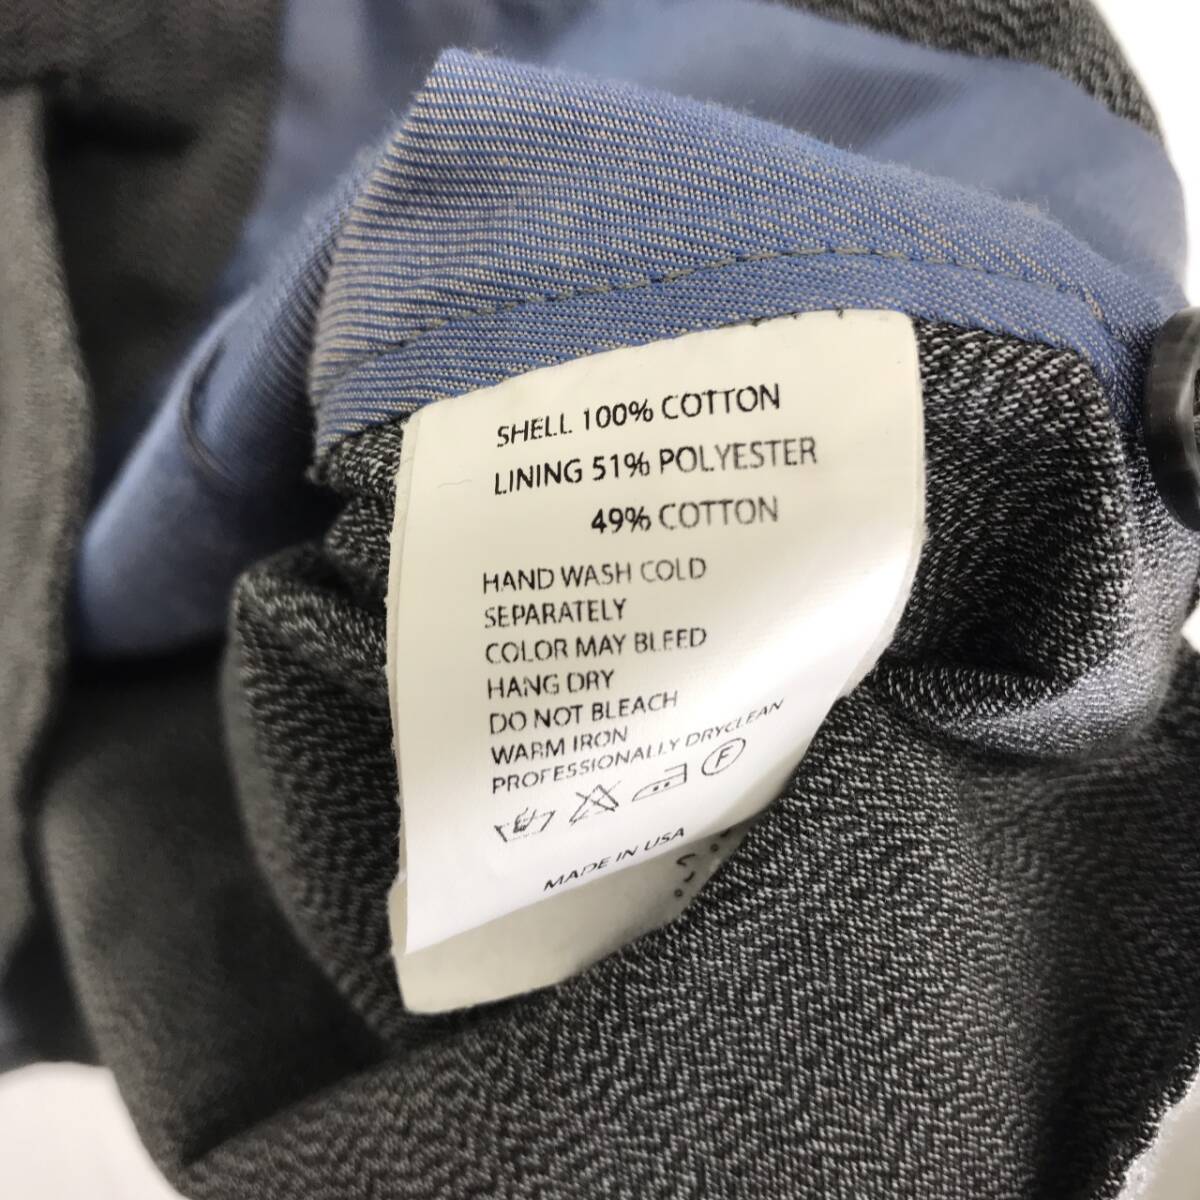 SHELL 100% COTTON
LINING 51% POLYESTER
49% COTTON
HAND WASH COLD
SEPARATELY
COLOR MAY BLEED
HANG DRY
DO NOT BLEACH
WARM IRON
PROFESSIONALLY DRYCLEAN
F
MADE IN USA